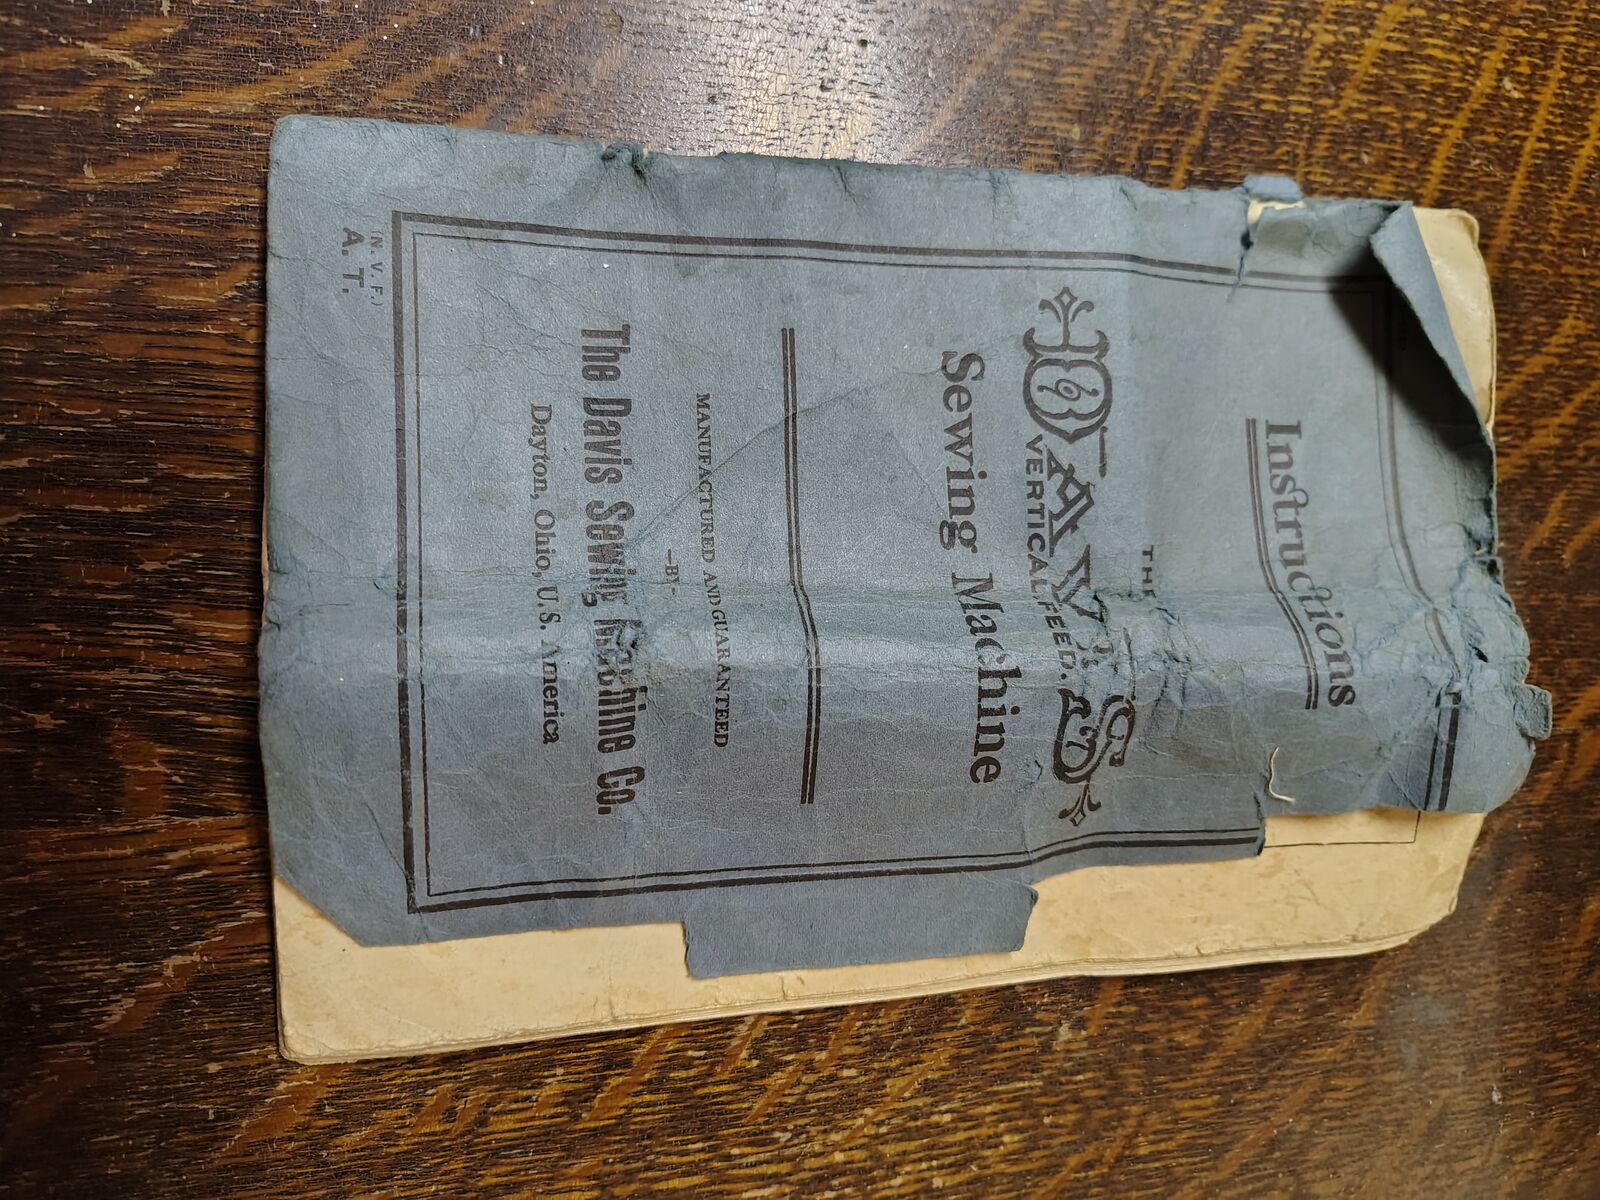 Instructions
THE
DAVIS
VERTICAL FEED.
Sewing Machine
MANUFACTURED AND GUARANTEED
—BY—
The Davis Sewing Machine Co.
Dayton, Ohio, U.S. America
(N. V. F.)
A. T.